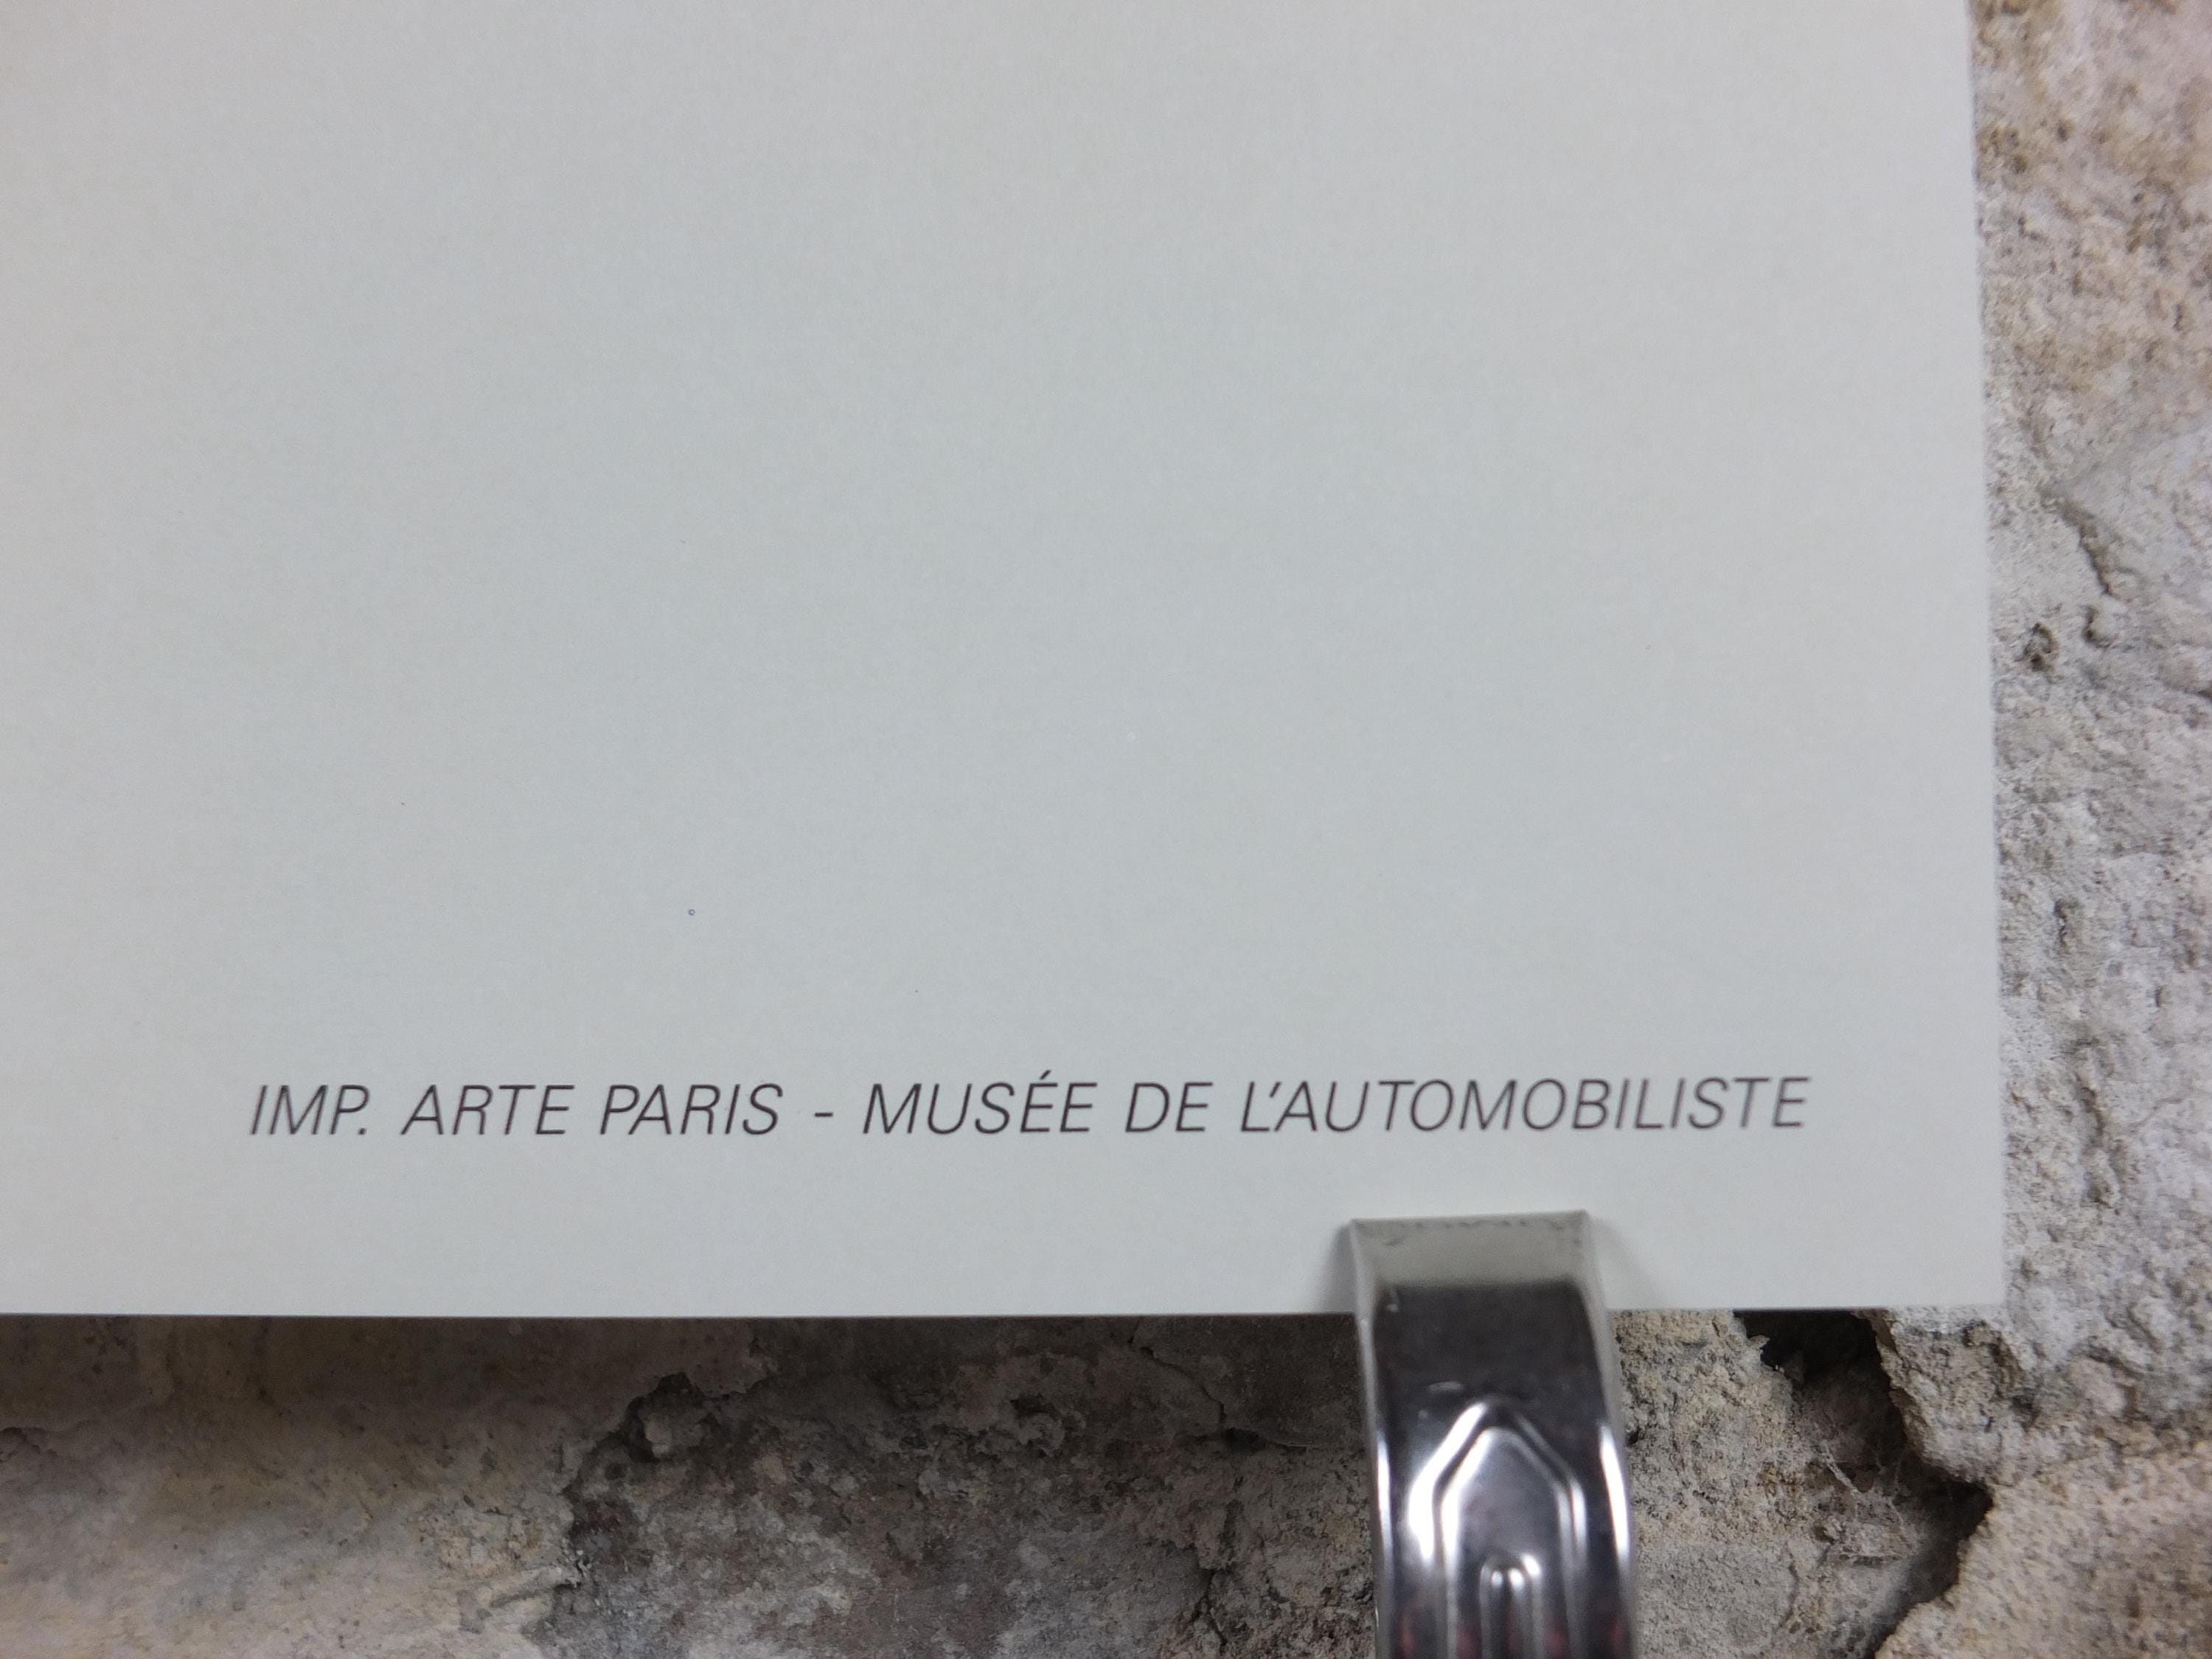 IMP. ARTE PARIS - MUSÉE DE L'AUTOMOBILISTE